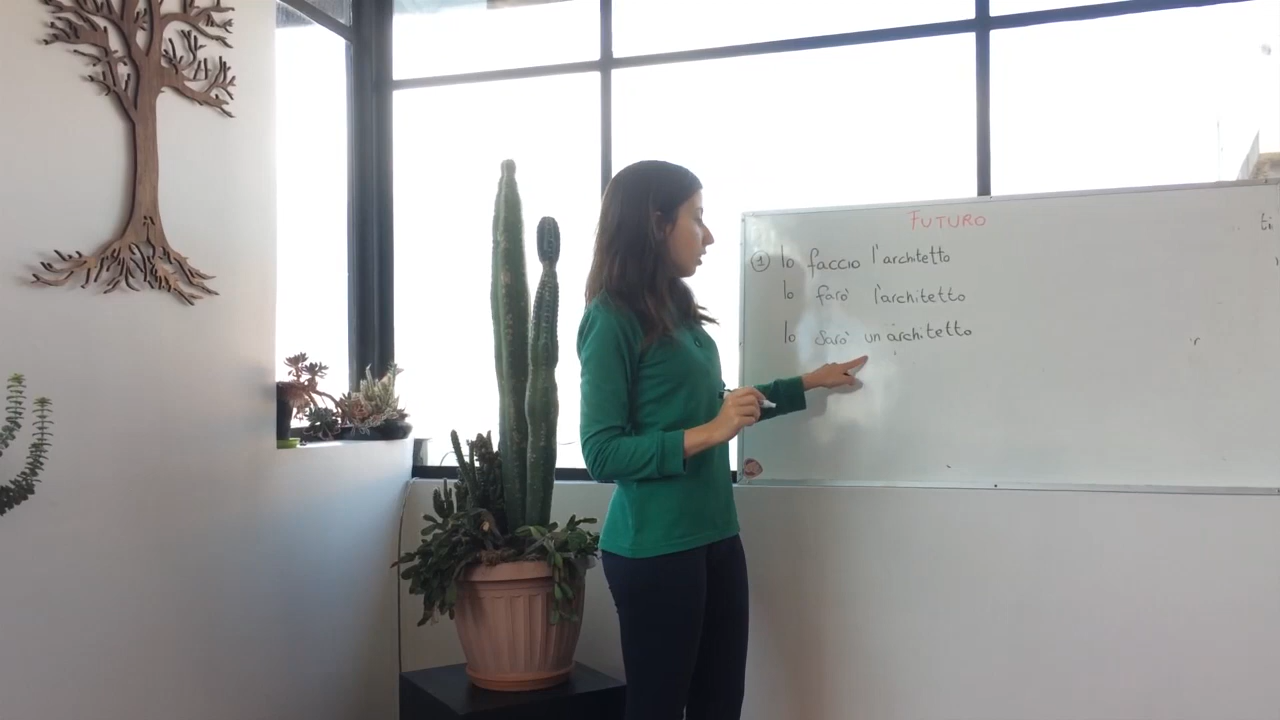 FUTURO
① Io faccio l'architetto
Io farò l'architetto
Io sarò un architetto